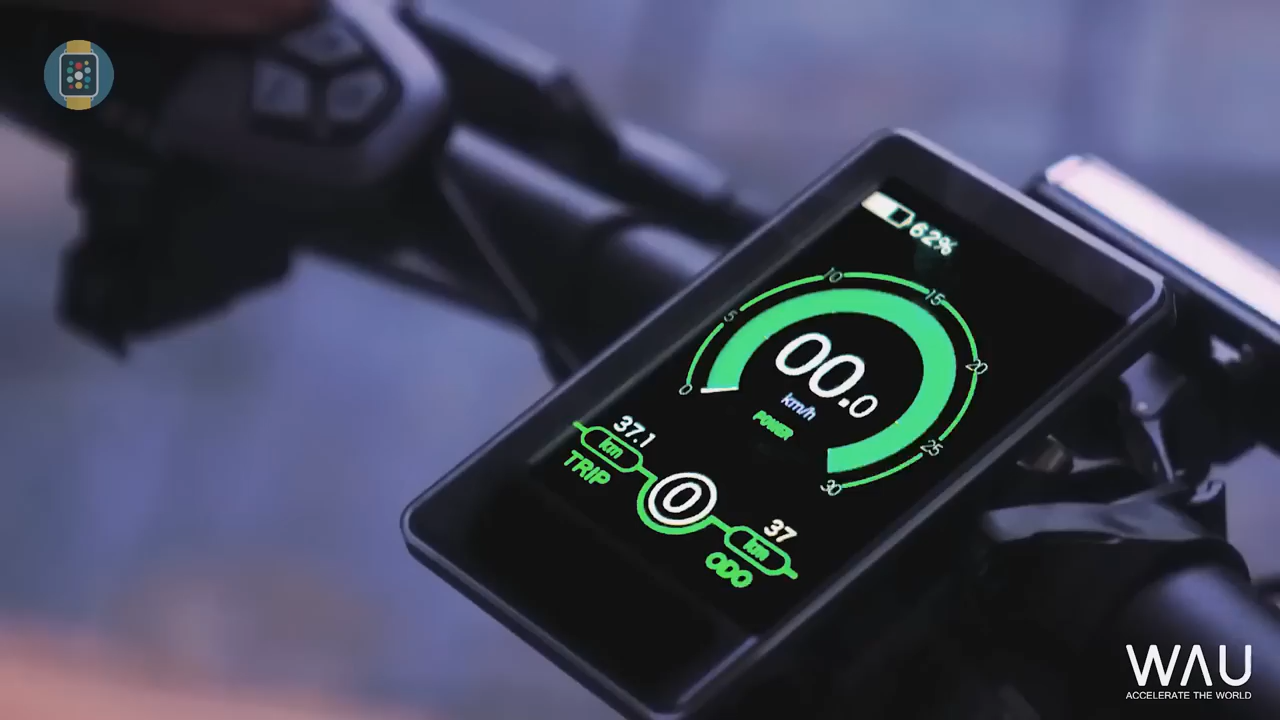 62%
10
15
5
20
00.0
km/h
0
POWER
25
30
37.1
km
TRIP
0
37
km
ODO
WAU
ACCELERATE THE WORLD